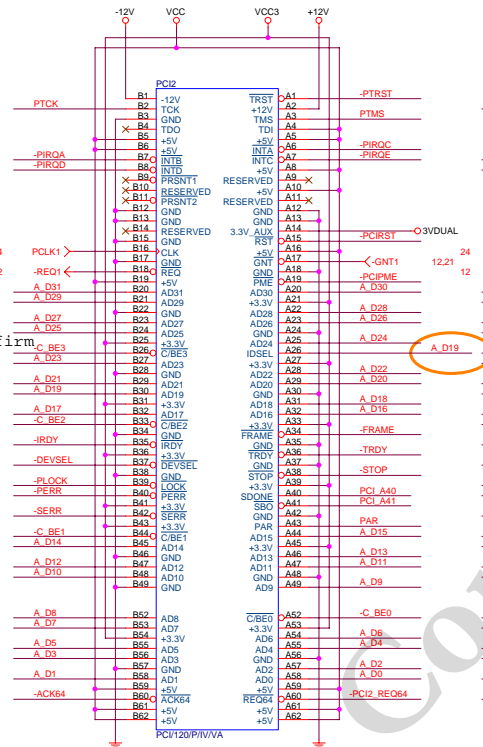 -12V VCC VCC3 +12V
PCI2
B1 -12V TRST A1 -PTRST
PTCK B2 TCK +12V A2
B3 GND TMS A3 PTMS
B4 TDO TDI A4
B5 +5V +5V A5
B6 +5V INTA A6 -PIRQC
-PIRQA B7 INTB INTC A7 -PIRQE
-PIRQD B8 INTD +5V A8
B9 PRSNT1 RESERVED A9
B10 RESERVED +5V A10
B11 PRSNT2 RESERVED A11
B12 GND GND A12
B13 GND GND A13
B14 RESERVED 3.3V_AUX A14 3VDUAL
B15 GND RST A15 -PCIRST
PCLK1 B16 CLK +5V A16 24
B17 GND GNT A17 -GNT1 12,21
-REQ1 B18 REQ GND A18 12
B19 +5V PME A19 -PCIPME
A_D31 B20 AD31 AD30 A20 A_D30
A_D29 B21 AD29 +3.3V A21
B22 GND AD28 A22 A_D28
A_D27 B23 AD27 AD26 A23 A_D26
A_D25 B24 AD25 GND A24
firm B25 +3.3V AD24 A25 A_D24
-C_BE3 B26 C/BE3 IDSEL A26 A_D19
A_D23 B27 AD23 +3.3V A27
B28 GND AD22 A28 A_D22
A_D21 B29 AD21 AD20 A29 A_D20
A_D19 B30 AD19 GND A30
B31 +3.3V AD18 A31 A_D18
A_D17 B32 AD17 AD16 A32 A_D16
-C_BE2 B33 C/BE2 +3.3V A33
B34 GND FRAME A34 -FRAME
-IRDY B35 IRDY GND A35
B36 +3.3V TRDY A36 -TRDY
-DEVSEL B37 DEVSEL GND A37
B38 GND STOP A38 -STOP
-PLOCK B39 LOCK +3.3V A39
-PERR B40 PERR SDONE A40 PCI_A40
B41 +3.3V SBO A41 PCI_A41
-SERR B42 SERR GND A42
B43 +3.3V PAR A43 PAR
-C_BE1 B44 C/BE1 AD15 A44 A_D15
A_D14 B45 AD14 +3.3V A45
B46 GND AD13 A46 A_D13
A_D12 B47 AD12 AD11 A47 A_D11
A_D10 B48 AD10 GND A48
B49 GND AD9 A49 A_D9
A_D8 B52 AD8 C/BE0 A52 -C_BE0
A_D7 B53 AD7 +3.3V A53
B54 +3.3V AD6 A54 A_D6
A_D5 B55 AD5 AD4 A55 A_D4
A_D3 B56 AD3 GND A56
B57 GND AD2 A57 A_D2
A_D1 B58 AD1 AD0 A58 A_D0
B59 +5V +5V A59
-ACK64 B60 ACK64 REQ64 A60 -PCI2_REQ64
B61 +5V +5V A61
B62 +5V +5V A62
PCI/120/P/IV/VA
Co